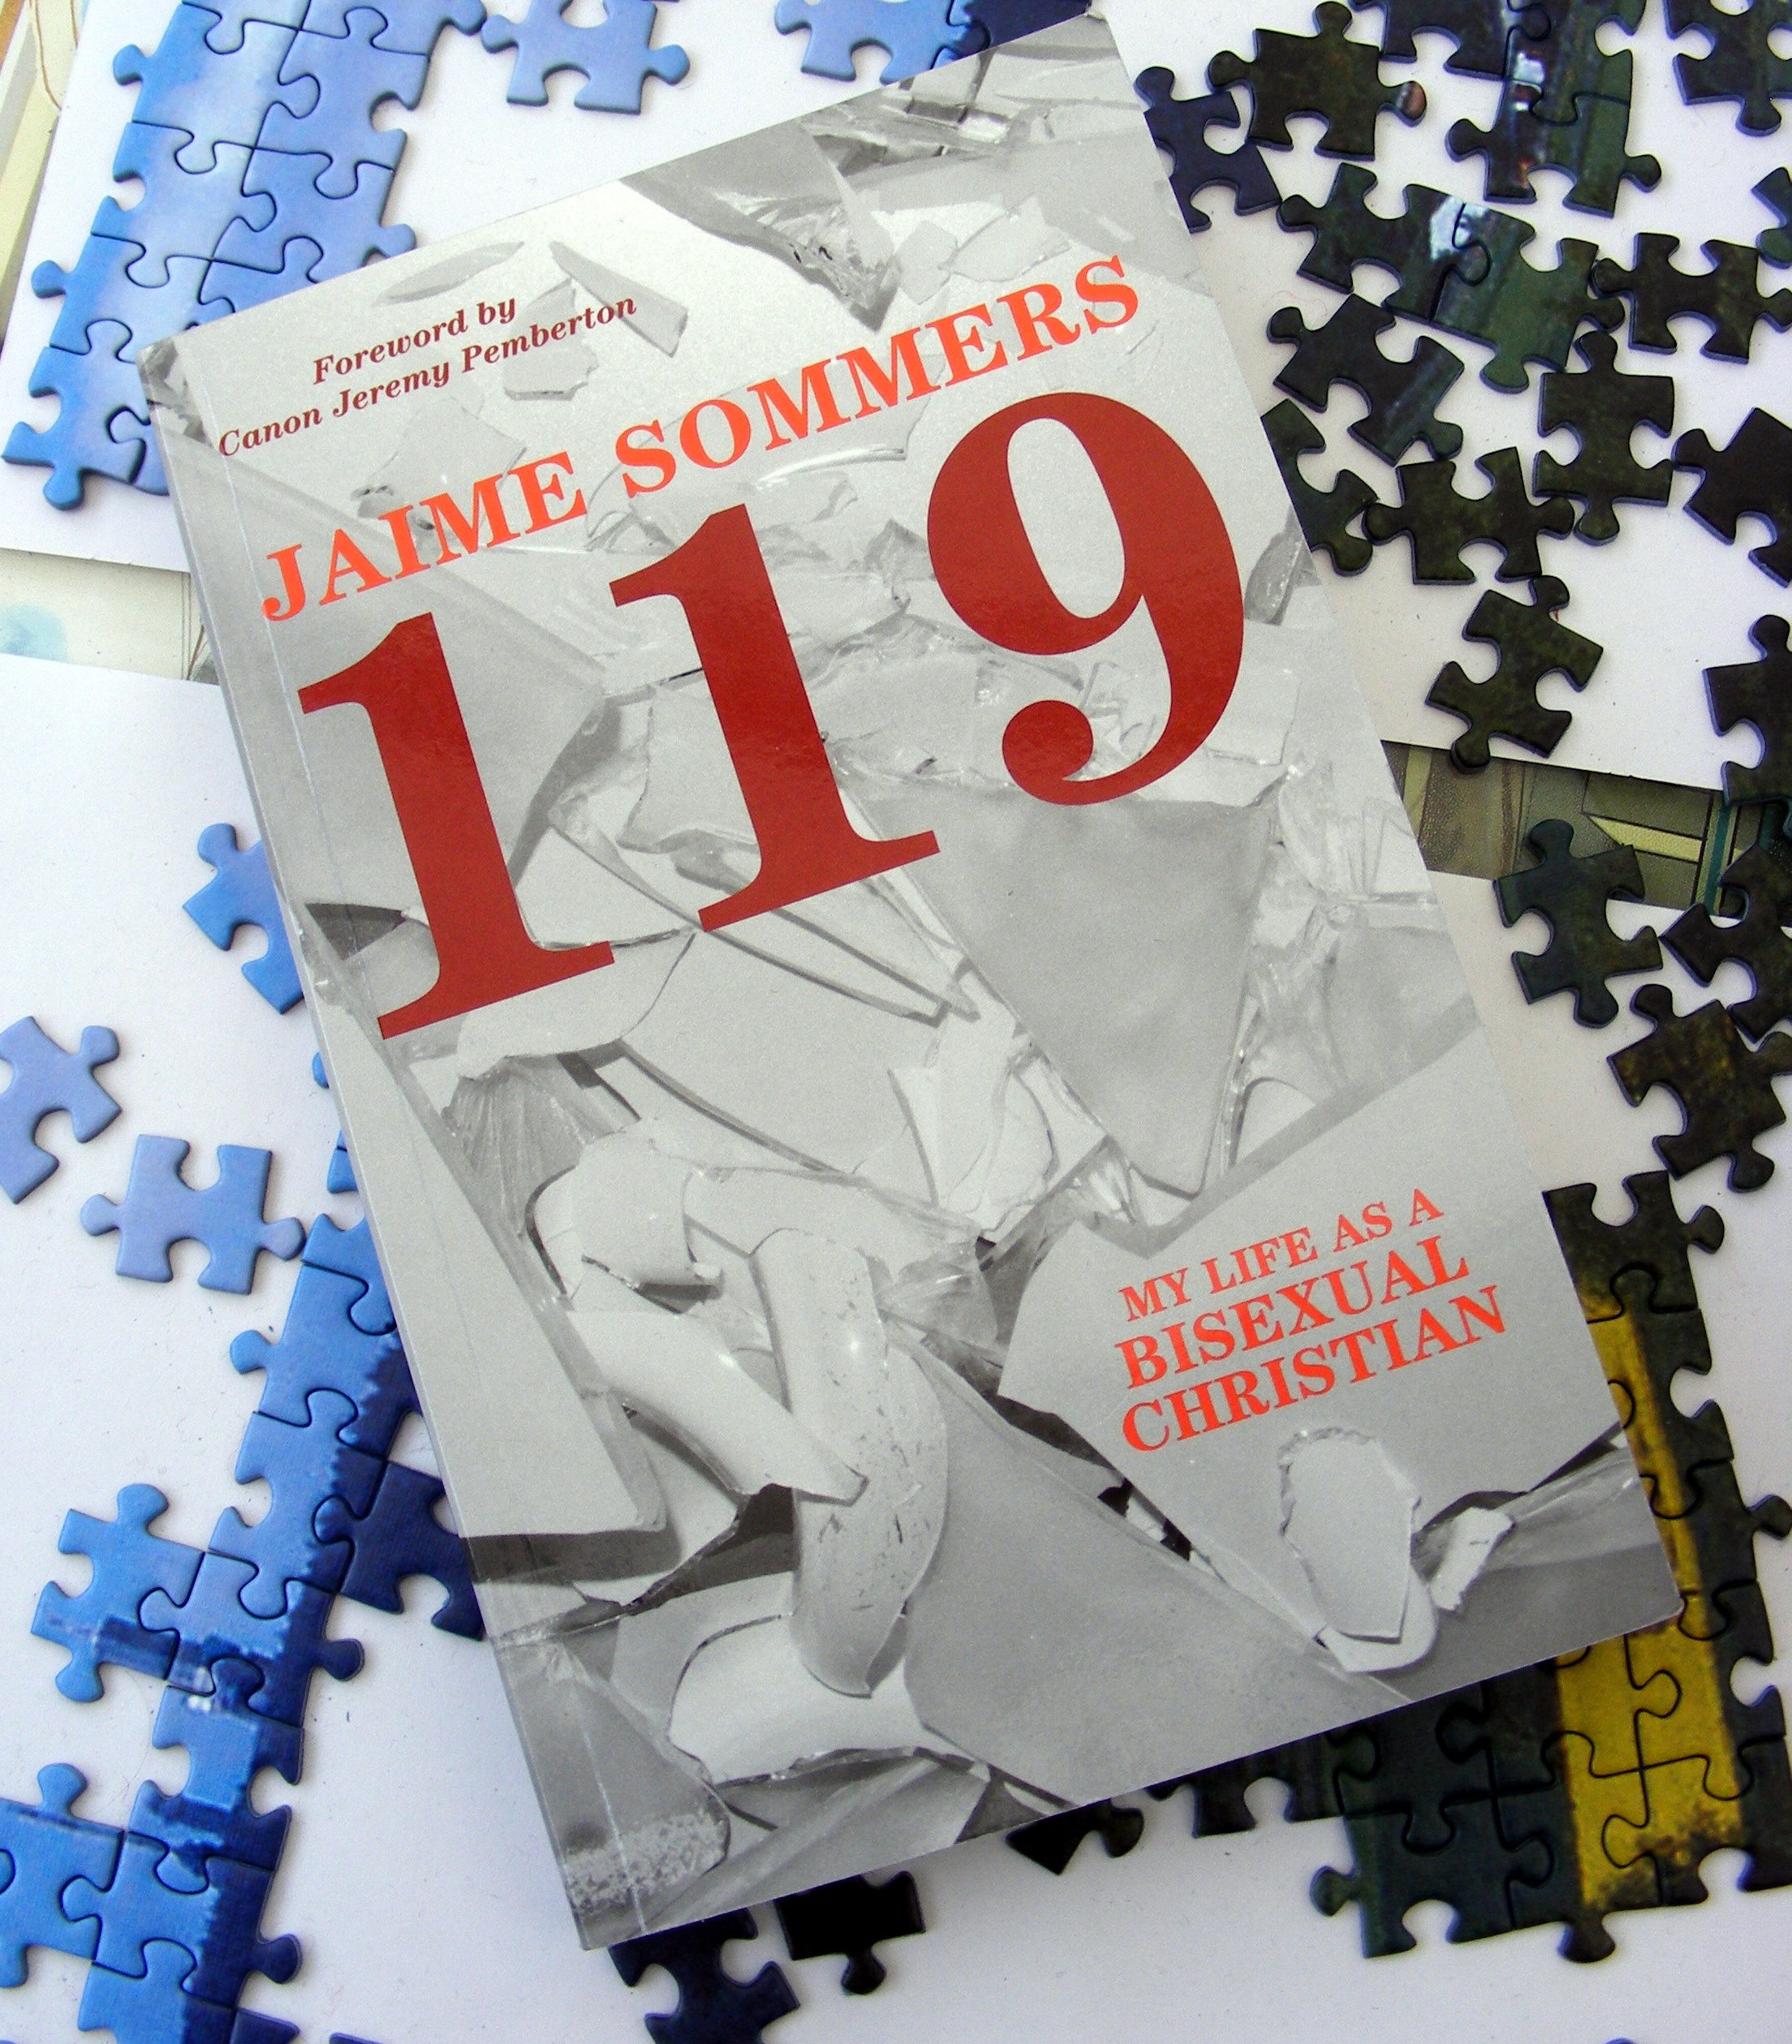 Foreword by
Canon Jeremy Pemberton
JAIME SOMMERS
119
MY LIFE AS A
BISEXUAL
CHRISTIAN